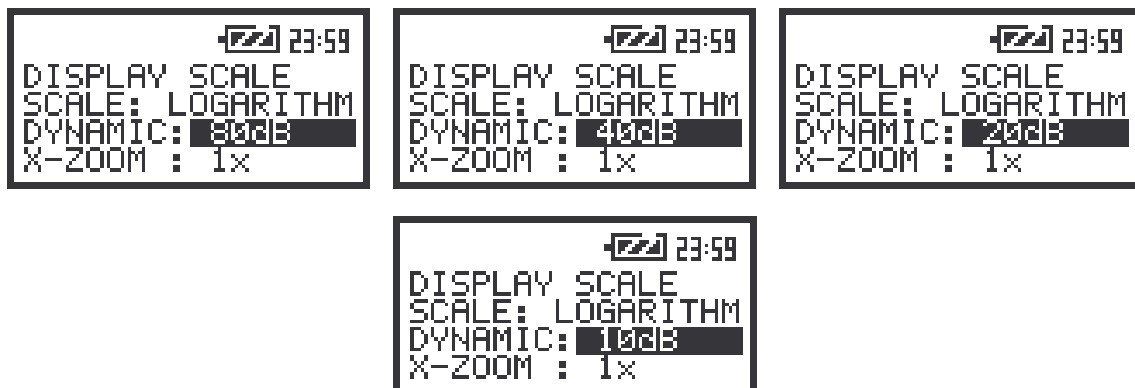 23:59
DISPLAY SCALE
SCALE: LOGARITHM
DYNAMIC: 80dB
X-ZOOM : 1x
23:59
DISPLAY SCALE
SCALE: LOGARITHM
DYNAMIC: 40dB
X-ZOOM : 1x
23:59
DISPLAY SCALE
SCALE: LOGARITHM
DYNAMIC: 20dB
X-ZOOM : 1x
23:59
DISPLAY SCALE
SCALE: LOGARITHM
DYNAMIC: 10dB
X-ZOOM : 1x